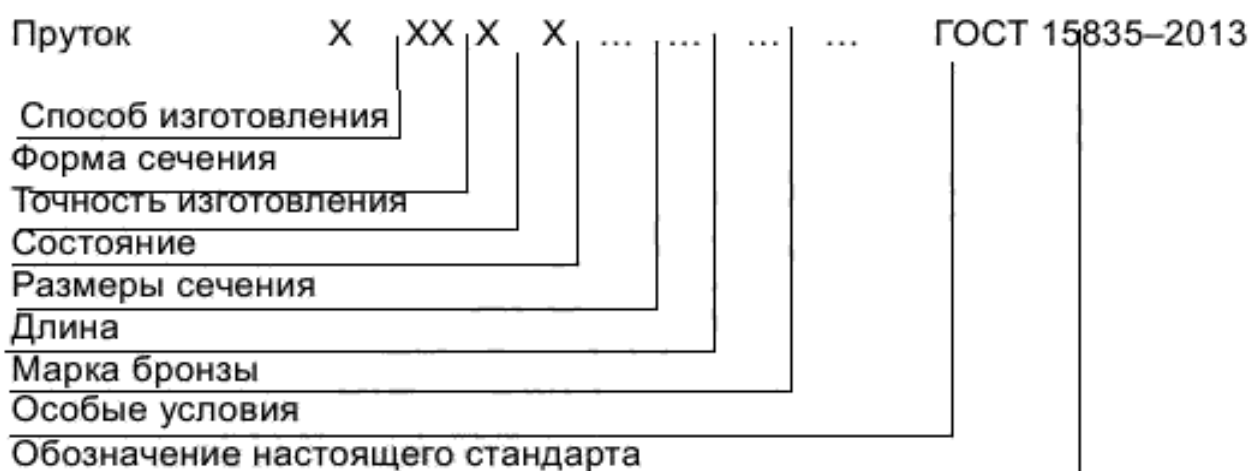 Пруток X XX X X ... ... ... ... ГОСТ 15835–2013
Способ изготовления
Форма сечения
Точность изготовления
Состояние
Размеры сечения
Длина
Марка бронзы
Особые условия
Обозначение настоящего стандарта